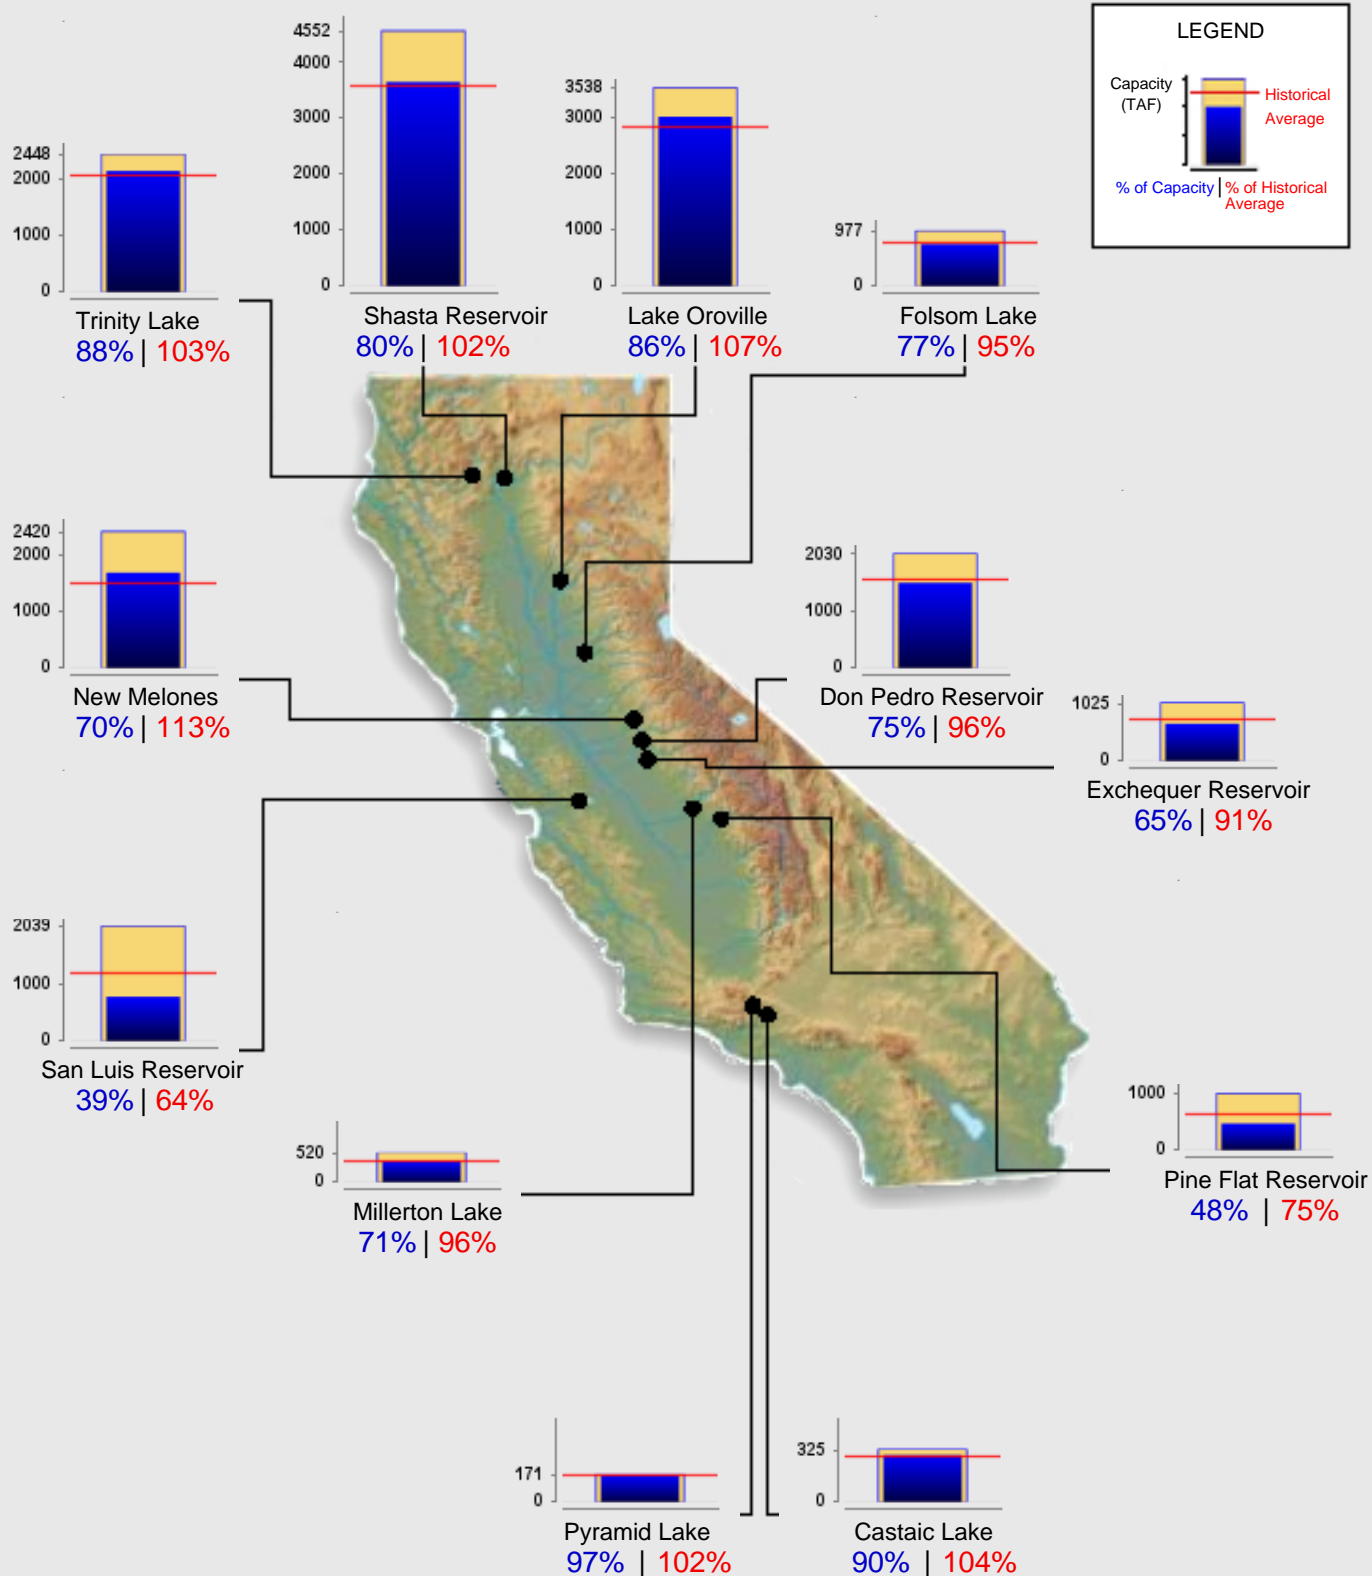 LEGEND
Capacity
(TAF)
Historical
Average
% of Capacity | % of Historical
Average
4552
4000
3000
2000
1000
0
Shasta Reservoir
80% | 102%
3538
3000
2000
1000
0
Lake Oroville
86% | 107%
2448
2000
1000
0
Trinity Lake
88% | 103%
977
0
Folsom Lake
77% | 95%
2420
2000
1000
0
New Melones
70% | 113%
2030
1000
0
Don Pedro Reservoir
75% | 96%
1025
0
Exchequer Reservoir
65% | 91%
2039
1000
0
San Luis Reservoir
39% | 64%
1000
0
Pine Flat Reservoir
48% | 75%
520
0
Millerton Lake
71% | 96%
171
0
Pyramid Lake
97% | 102%
325
0
Castaic Lake
90% | 104%